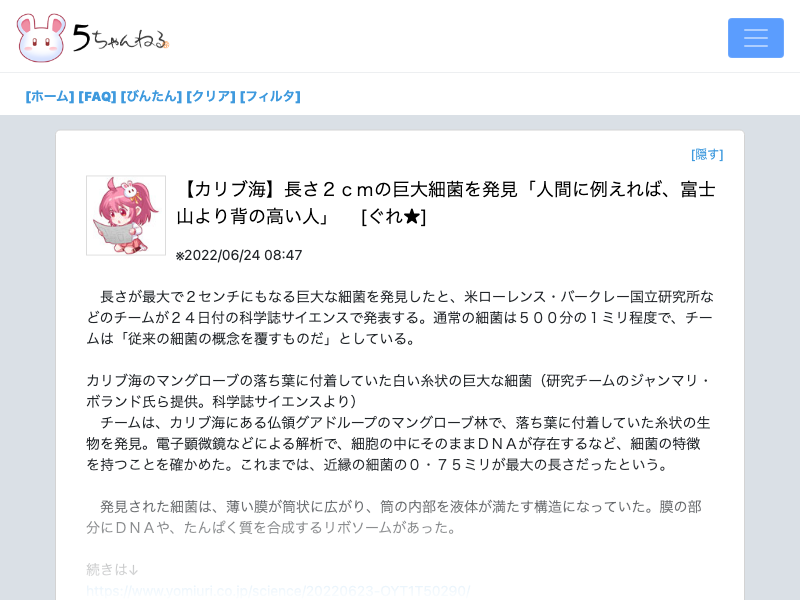 5ちゃんねる
[ホーム] [FAQ] [びんたん] [クリア] [フィルタ]
[隠す]
【カリブ海】長さ２ｃｍの巨大細菌を発見「人間に例えれば、富士
山より背の高い人」　 [ぐれ★]
※2022/06/24 08:47
　長さが最大で２センチにもなる巨大な細菌を発見したと、米ローレンス・バークレー国立研究所な
どのチームが２４日付の科学誌サイエンスで発表する。通常の細菌は５００分の１ミリ程度で、チー
ムは「従来の細菌の概念を覆すものだ」としている。
カリブ海のマングローブの落ち葉に付着していた白い糸状の巨大な細菌（研究チームのジャンマリ・
ボランド氏ら提供。科学誌サイエンスより）
　チームは、カリブ海にある仏領グアドループのマングローブ林で、落ち葉に付着していた糸状の生
物を発見。電子顕微鏡などによる解析で、細胞の中にそのままＤＮＡが存在するなど、細菌の特徴
を持つことを確かめた。これまでは、近縁の細菌の０・７５ミリが最大の長さだったという。
　発見された細菌は、薄い膜が筒状に広がり、筒の内部を液体が満たす構造になっていた。膜の部
分にＤＮＡや、たんぱく質を合成するリボソームがあった。
続きは↓
https://www.yomiuri.co.jp/science/20220623-OYT1T50290/